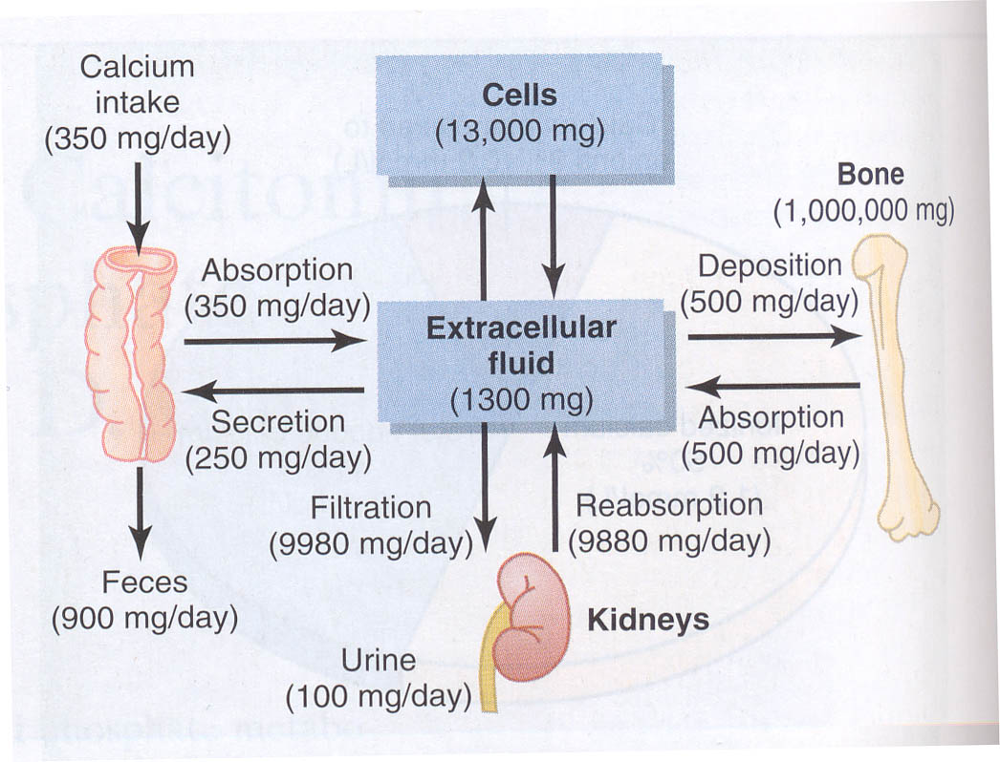 Calcium
intake
(350 mg/day)
Cells
(13,000 mg)
Bone
(1,000,000 mg)
Absorption
(350 mg/day)
Extracellular
fluid
(1300 mg)
Deposition
(500 mg/day)
Secretion
(250 mg/day)
Absorption
(500 mg/day)
Filtration
(9980 mg/day)
Reabsorption
(9880 mg/day)
Feces
(900 mg/day)
Kidneys
Urine
(100 mg/day)
Calcitonin